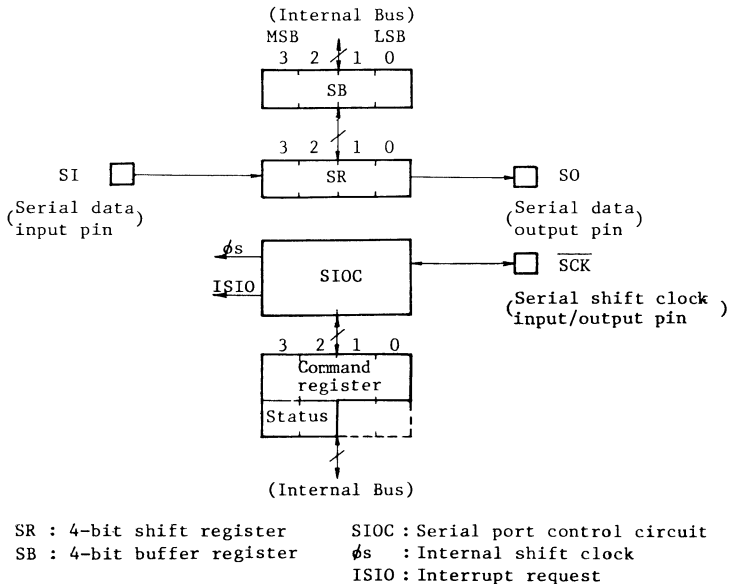 (Internal Bus)
MSB LSB
3 2 1 0
SB
3 2 1 0
SI SR SO
(Serial data input pin)
(Serial data output pin)
φs
SIOC
S̅C̅K̅
ISIO
(Serial shift clock input/output pin)
3 2 1 0
Command
register
Status
(Internal Bus)
SR : 4-bit shift register
SB : 4-bit buffer register
SIOC : Serial port control circuit
φs : Internal shift clock
ISIO : Interrupt request